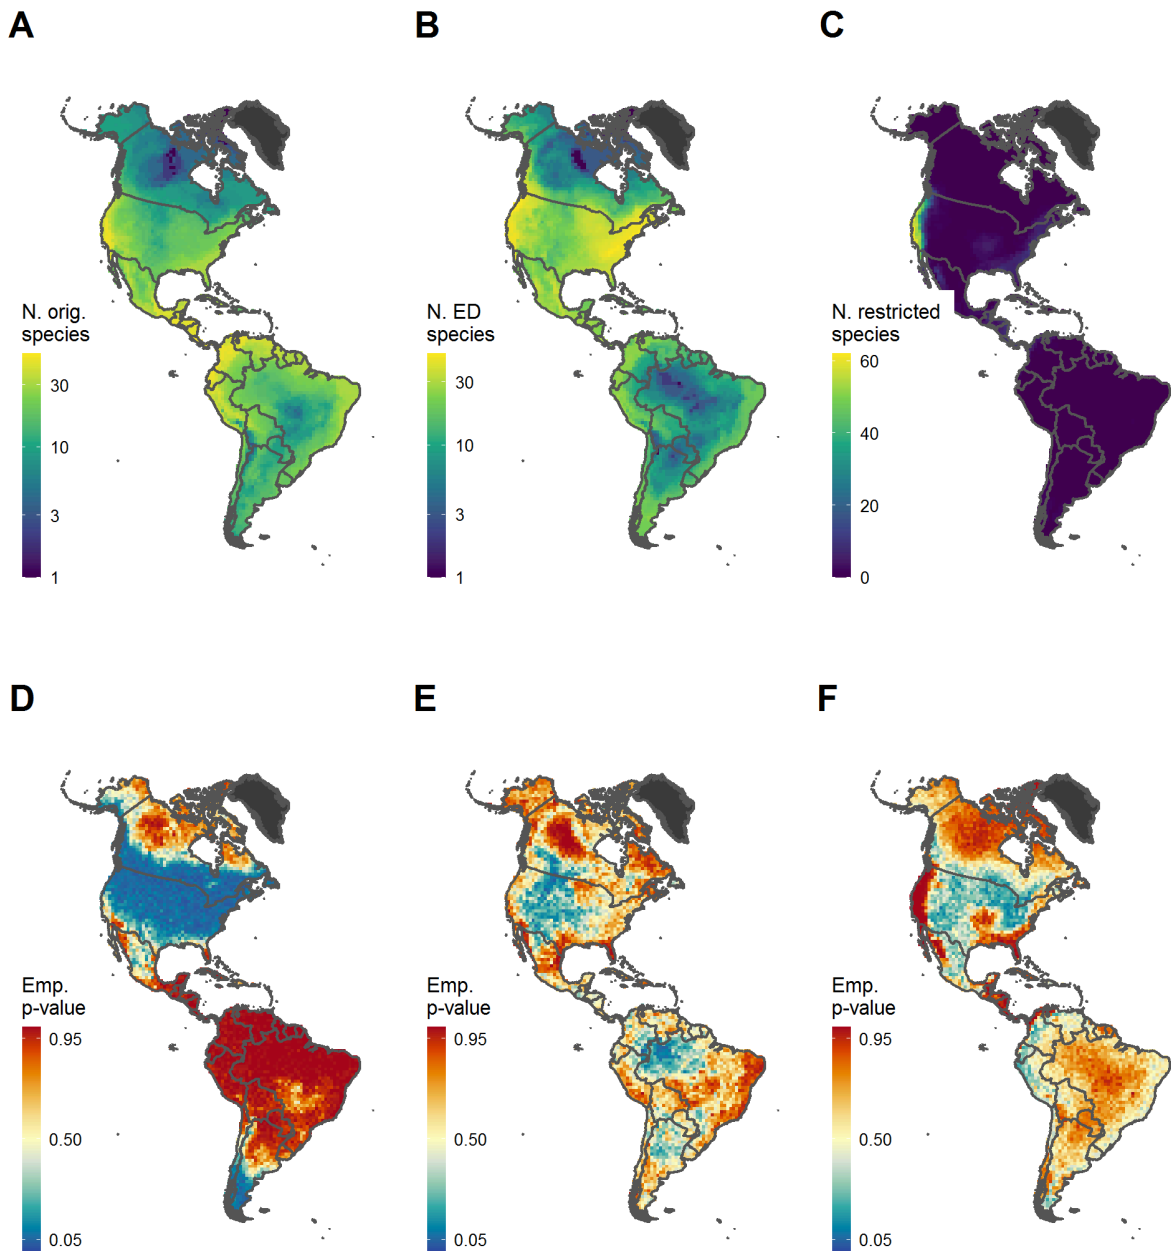 A
B
C
N. orig.
species
30
10
3
1
N. ED
species
30
10
3
1
N. restricted
species
60
40
20
0
D
E
F
Emp.
p-value
0.95
0.50
0.05
Emp.
p-value
0.95
0.50
0.05
Emp.
p-value
0.95
0.50
0.05